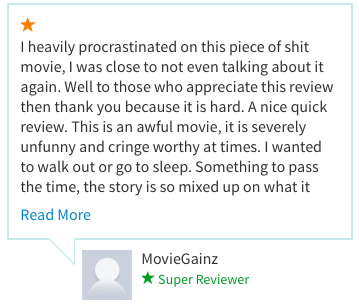 I heavily procrastinated on this piece of shit
movie, I was close to not even talking about it
again. Well to those who appreciate this review
then thank you because it is hard. A nice quick
review. This is an awful movie, it is severely
unfunny and cringe worthy at times. I wanted
to walk out or go to sleep. Something to pass
the time, the story is so mixed up on what it
Read More
MovieGainz
Super Reviewer